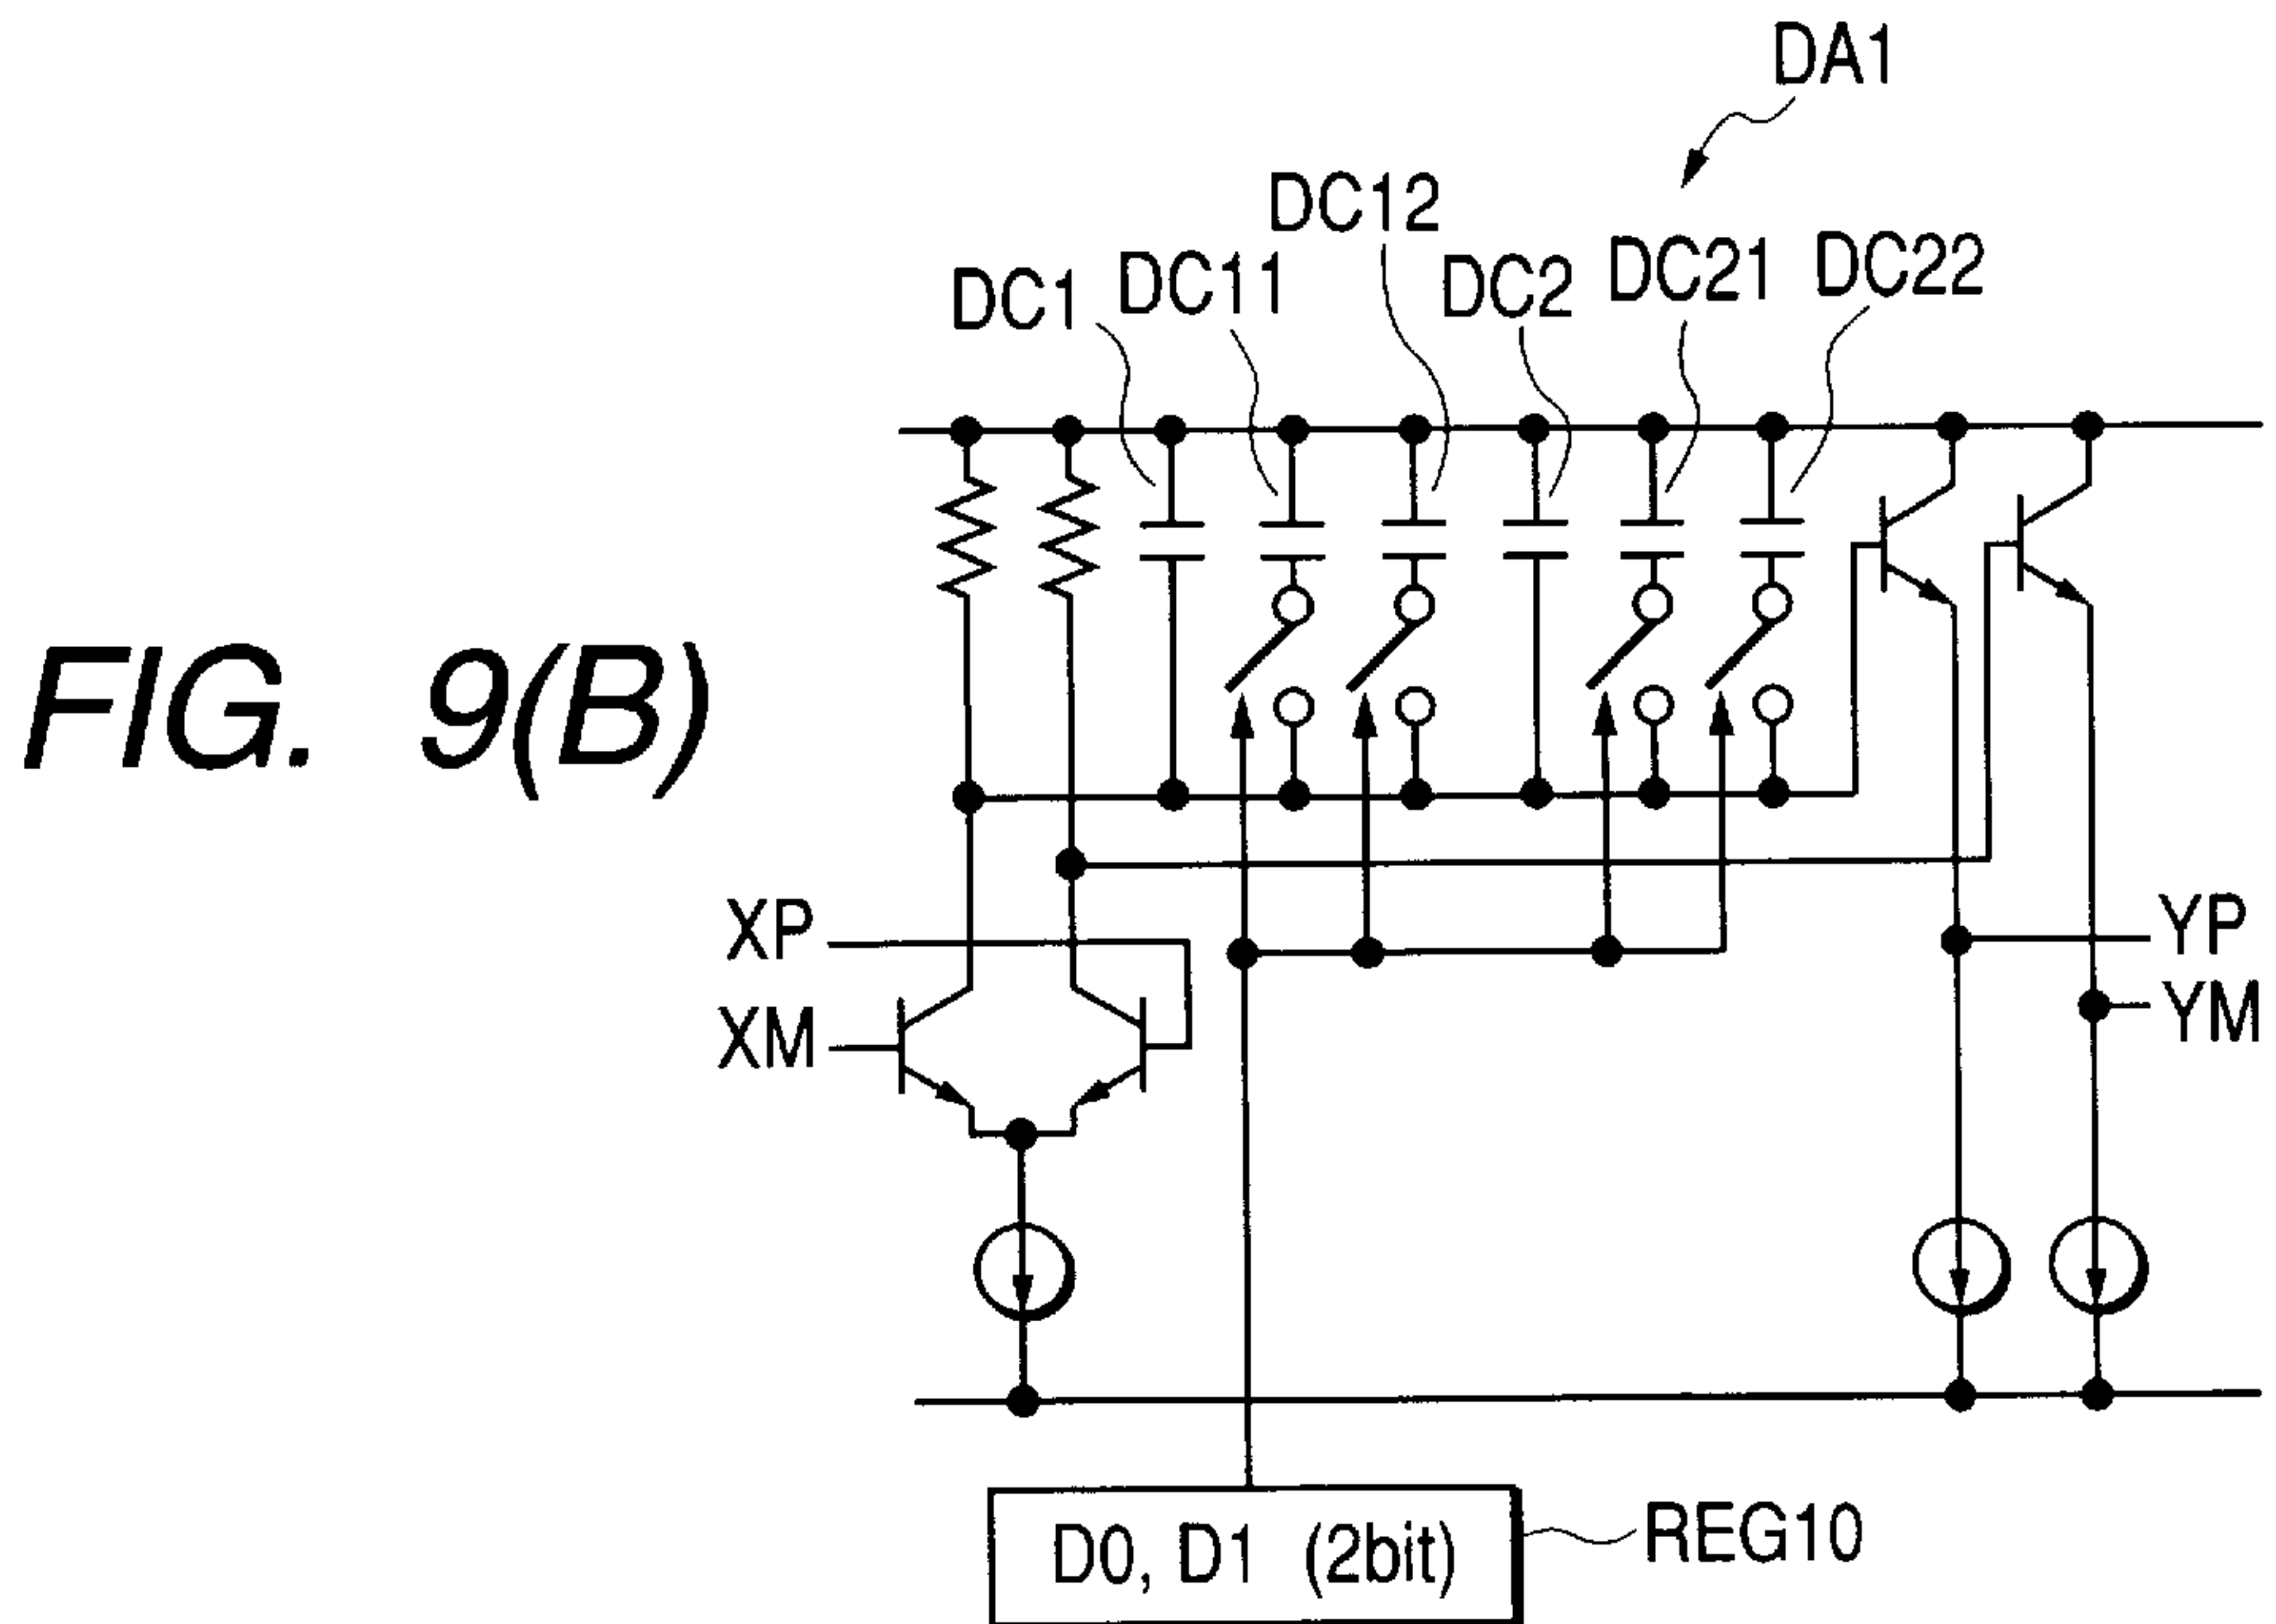 DA1
DC12
DC1 DC11 DC2 DC21 DC22
FIG. 9(B)
XP
XM
YP
YM
D0, D1 (2bit)
REG10